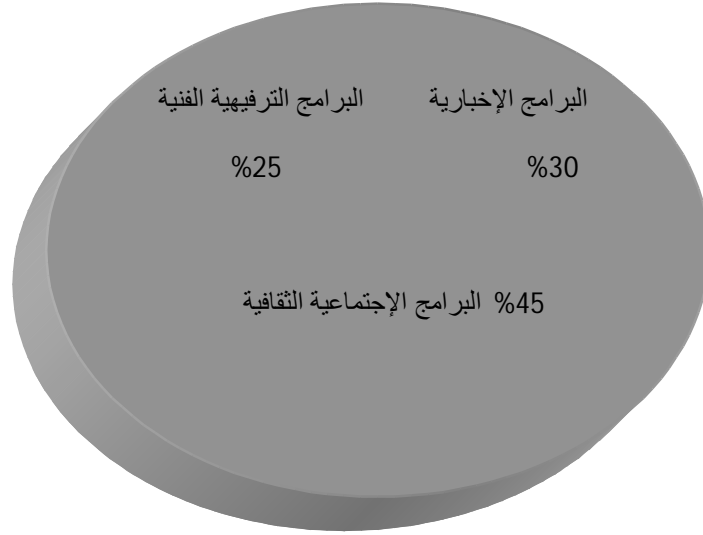 البرامج الإخبارية
البرامج الترفيهية الفنية
%30
%25
%45 البرامج الإجتماعية الثقافية